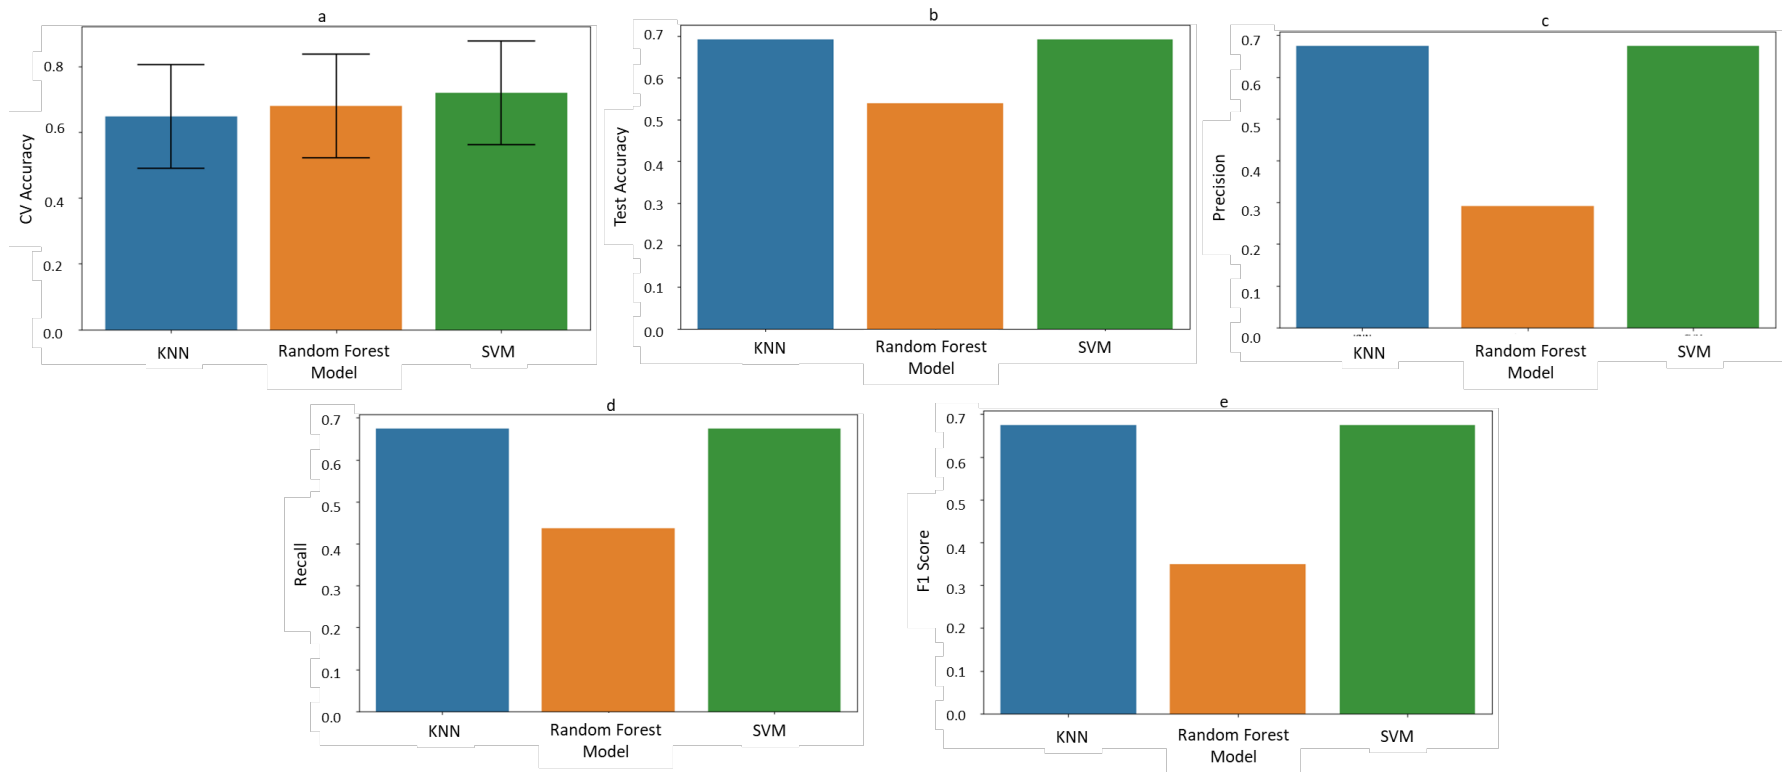 a
CV Accuracy
0.8
0.6
0.4
0.2
0.0
KNN
Random Forest
SVM
Model
b
Test Accuracy
0.7
0.6
0.5
0.4
0.3
0.2
0.1
0.0
KNN
Random Forest
SVM
Model
c
Precision
0.7
0.6
0.5
0.4
0.3
0.2
0.1
0.0
KNN
Random Forest
SVM
Model
d
Recall
0.7
0.6
0.5
0.4
0.3
0.2
0.1
0.0
KNN
Random Forest
SVM
Model
e
F1 Score
0.7
0.6
0.5
0.4
0.3
0.2
0.1
0.0
KNN
Random Forest
SVM
Model